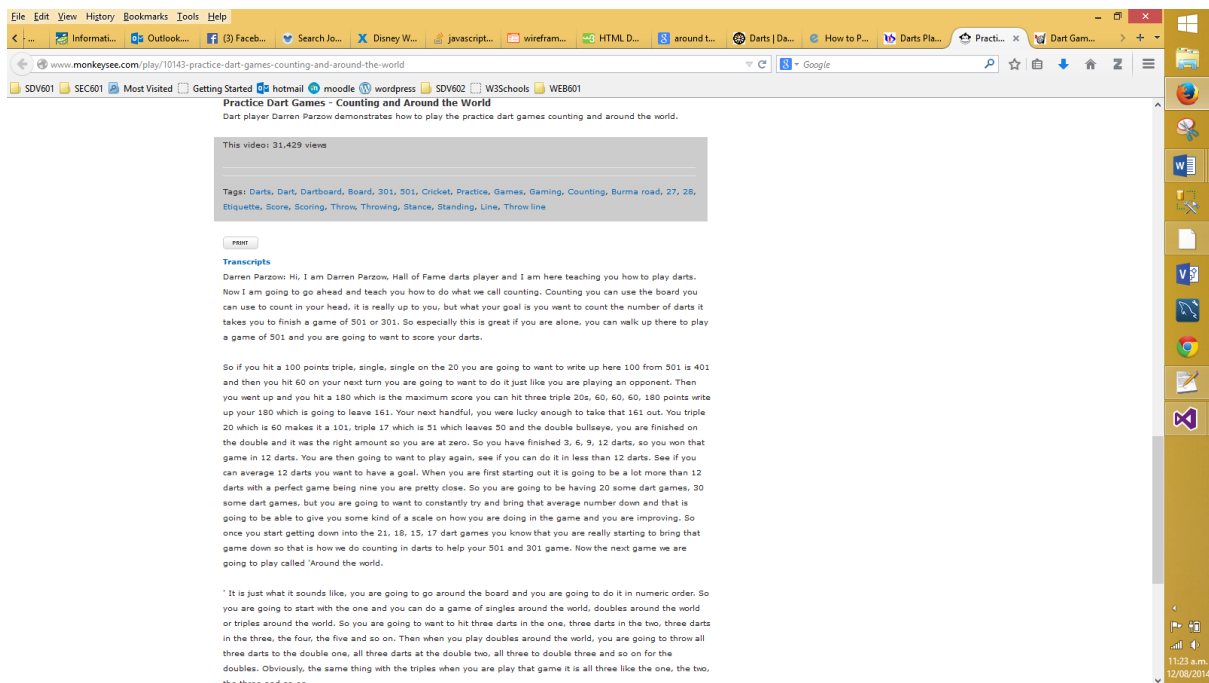 File Edit View History Bookmarks Tools Help
... Informati... Outlook.... (3) Faceb... Search Jo... Disney W... javascript... wirefram... HTML D... around t... Darts | Da... How to P... Darts Pla... Practi... Dart Gam...
www.monkeysee.com/play/10143-practice-dart-games-counting-and-around-the-world
Google
SDV601 SEC601 Most Visited Getting Started hotmail moodle wordpress SDV602 W3Schools WEB601
Practice Dart Games - Counting and Around the World
Dart player Darren Parzow demonstrates how to play the practice dart games counting and around the world.
This video: 31,429 views
Tags: Darts, Dart, Dartboard, Board, 301, 501, Cricket, Practice, Games, Gaming, Counting, Burma road, 27, 28,
Etiquette, Score, Scoring, Throw, Throwing, Stance, Standing, Line, Throw line
PRINT
Transcripts
Darren Parzow: Hi, I am Darren Parzow, Hall of Fame darts player and I am here teaching you how to play darts.
Now I am going to go ahead and teach you how to do what we call counting. Counting you can use the board you
can use to count in your head, it is really up to you, but what your goal is you want to count the number of darts it
takes you to finish a game of 501 or 301. So especially this is great if you are alone, you can walk up there to play
a game of 501 and you are going to want to score your darts.
So if you hit a 100 points triple, single, single on the 20 you are going to want to write up here 100 from 501 is 401
and then you hit 60 on your next turn you are going to want to do it just like you are playing an opponent. Then
you went up and you hit a 180 which is the maximum score you can hit three triple 20s, 60, 60, 60, 180 points write
up your 180 which is going to leave 161. Your next handful, you were lucky enough to take that 161 out. You triple
20 which is 60 makes it a 101, triple 17 which is 51 which leaves 50 and the double bullseye, you are finished on
the double and it was the right amount so you are at zero. So you have finished 3, 6, 9, 12 darts, so you won that
game in 12 darts. You are then going to want to play again, see if you can do it in less than 12 darts. See if you
can average 12 darts you want to have a goal. When you are first starting out it is going to be a lot more than 12
darts with a perfect game being nine you are pretty close. So you are going to be having 20 some dart games, 30
some dart games, but you are going to want to constantly try and bring that average number down and that is
going to be able to give you some kind of a scale on how you are doing in the game and you are improving. So
once you start getting down into the 21, 18, 15, 17 dart games you know that you are really starting to bring that
game down so that is how we do counting in darts to help your 501 and 301 game. Now the next game we are
going to play called 'Around the world.
' It is just what it sounds like, you are going to go around the board and you are going to do it in numeric order. So
you are going to start with the one and you can do a game of singles around the world, doubles around the world
or triples around the world. So you are going to want to hit three darts in the one, three darts in the two, three darts
in the three, the four, the five and so on. Then when you play doubles around the world, you are going to throw all
three darts to the double one, all three darts at the double two, all three to double three and so on for the
doubles. Obviously, the same thing with the triples when you are play that game it is all three like the one, the two,
the three and so on
11:23 a.m.
12/08/2014